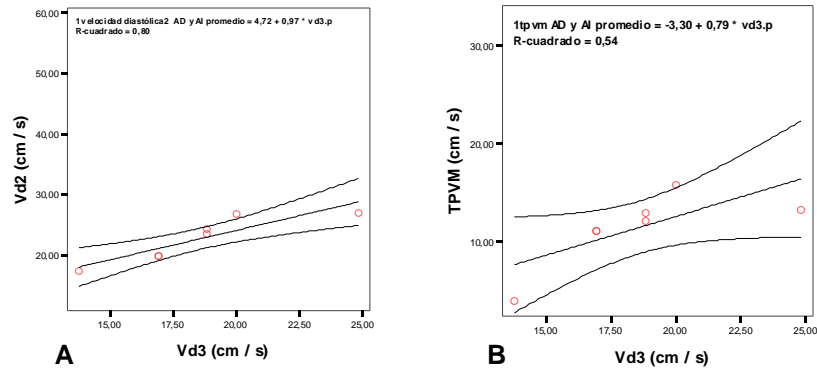 1velocidad diastólica2 AD y AI promedio = 4,72 + 0,97 * vd3.p
R-cuadrado = 0,80
60,00
50,00
40,00
30,00
20,00
Vd2 (cm / s)
15,00 17,50 20,00 22,50 25,00
Vd3 (cm / s)
A
1tpvm AD y AI promedio = -3,30 + 0,79 * vd3.p
R-cuadrado = 0,54
30,00
20,00
10,00
TPVM (cm / s)
15,00 17,50 20,00 22,50 25,00
Vd3 (cm / s)
B